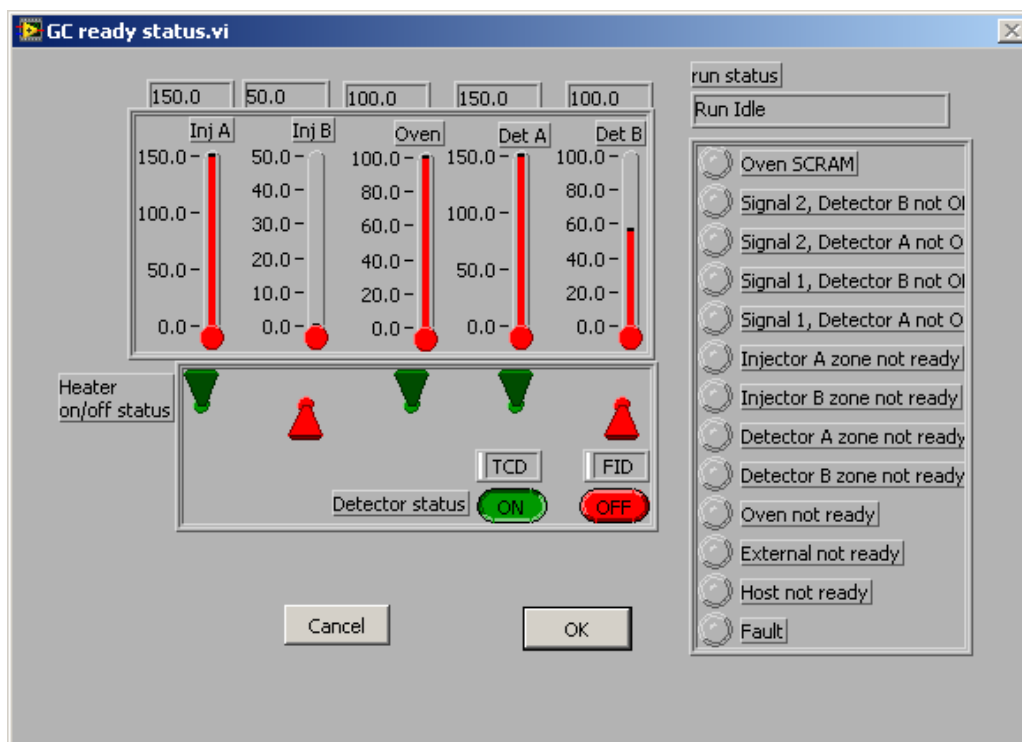 GC ready status.vi
150.0 50.0 100.0 150.0 100.0
Inj A Inj B Oven Det A Det B
150.0 50.0 100.0 150.0 100.0
40.0 80.0 80.0
100.0 30.0 60.0 100.0 60.0
50.0 20.0 40.0 50.0 40.0
10.0 20.0 20.0
0.0 0.0 0.0 0.0 0.0
Heater
on/off status
TCD FID
Detector status ON OFF
Cancel OK
run status
Run Idle
Oven SCRAM
Signal 2, Detector B not O
Signal 2, Detector A not O
Signal 1, Detector B not O
Signal 1, Detector A not O
Injector A zone not ready
Injector B zone not ready
Detector A zone not ready
Detector B zone not ready
Oven not ready
External not ready
Host not ready
Fault